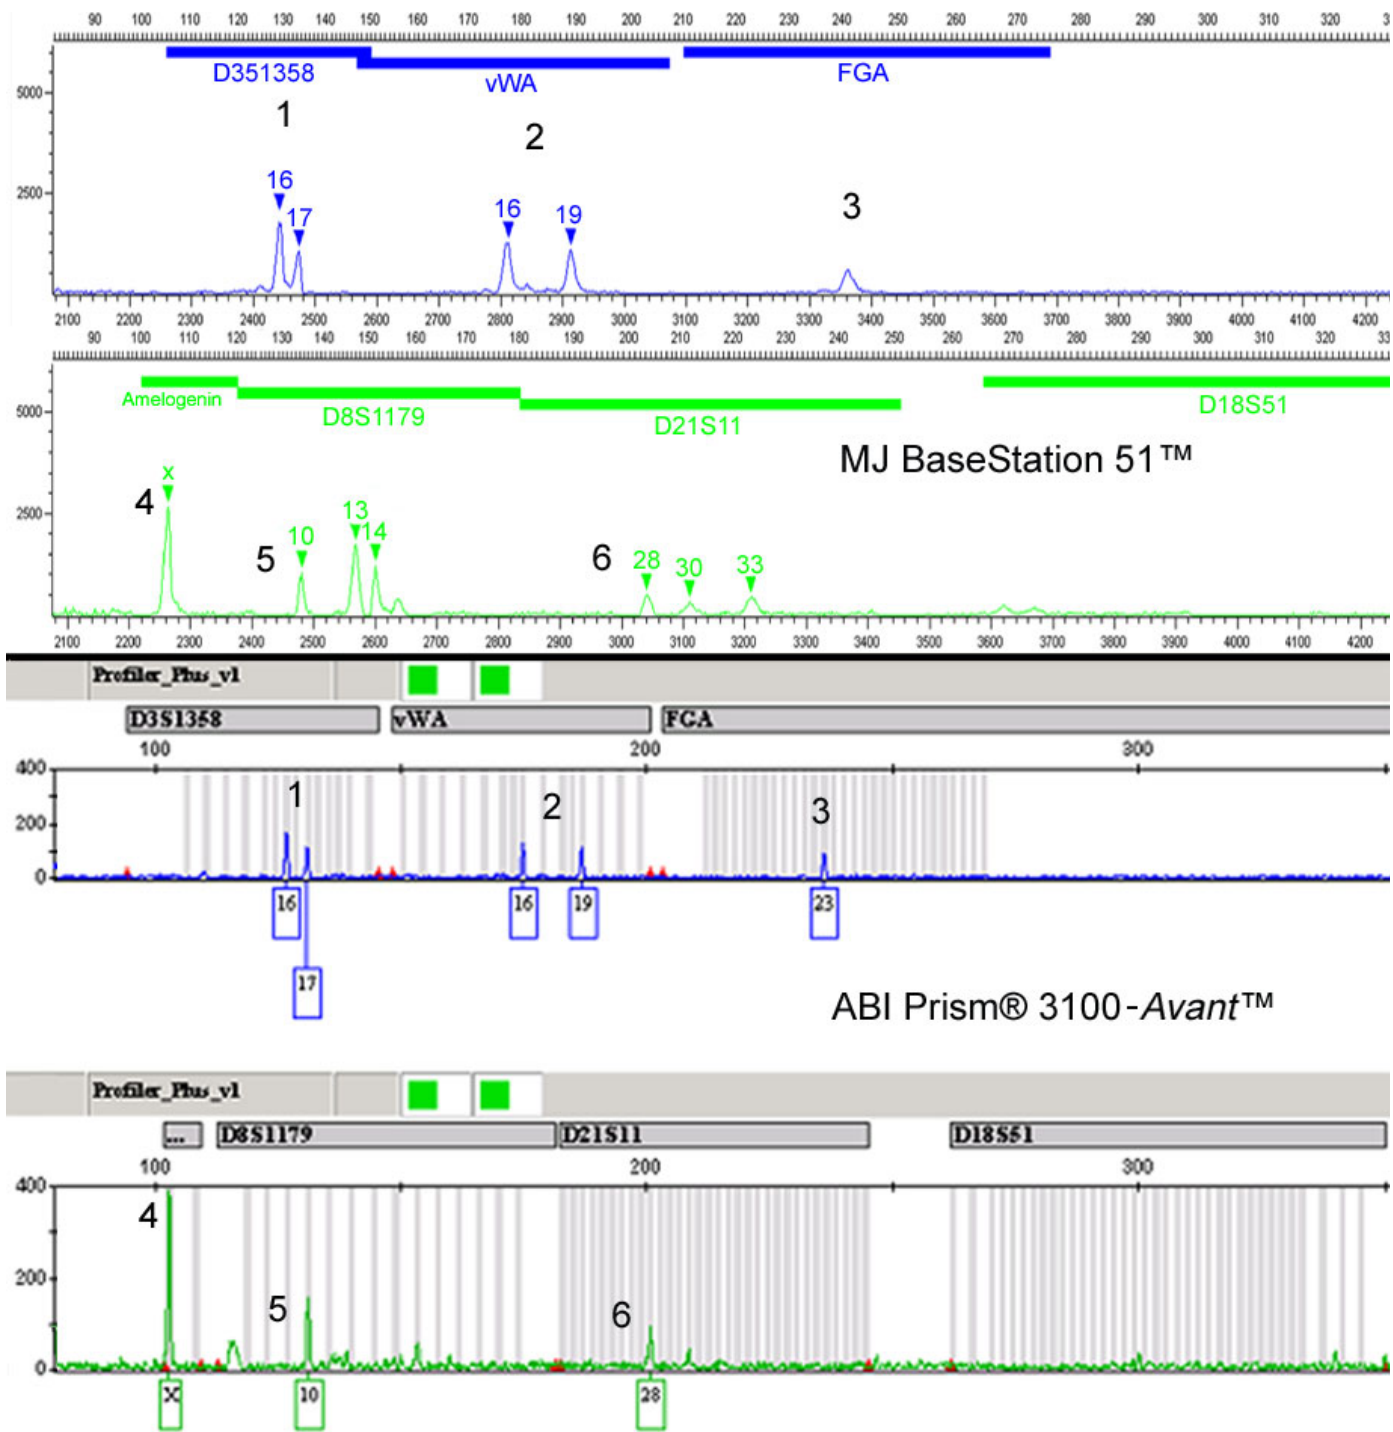 90 100 110 120 130 140 150 160 170 180 190 200 210 220 230 240 250 260 270 280 290 300 310 320 33
D351358 vWA FGA
5000
1 2
2500
16 17 16 19 3
2100 2200 2300 2400 2500 2600 2700 2800 2900 3000 3100 3200 3300 3400 3500 3600 3700 3800 3900 4000 4100 4200
90 100 110 120 130 140 150 160 170 180 190 200 210 220 230 240 250 260 270 280 290 300 310 320 33
Amelogenin D8S1179 D21S11 D18S51
5000
MJ BaseStation 51™
2500
4 X 5 10 13 14 6 28 30 33
2100 2200 2300 2400 2500 2600 2700 2800 2900 3000 3100 3200 3300 3400 3500 3600 3700 3800 3900 4000 4100 4200
Profiler_Plus_v1
D3S1358 vWA FGA
100 200 300
400
1 2 3
200
0
16 16 19 23
17
ABI Prism® 3100-Avant™
Profiler_Plus_v1
... D8S1179 D21S11 D18S51
100 200 300
400
4
200
5 6
0
X 10 28